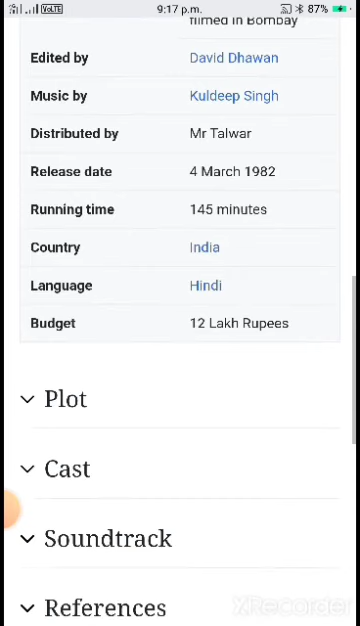 VoLTE
9:17 p.m.
87%
filmed in Bombay
Edited by David Dhawan
Music by Kuldeep Singh
Distributed by Mr Talwar
Release date 4 March 1982
Running time 145 minutes
Country India
Language Hindi
Budget 12 Lakh Rupees
Plot
Cast
Soundtrack
References
XRecorder